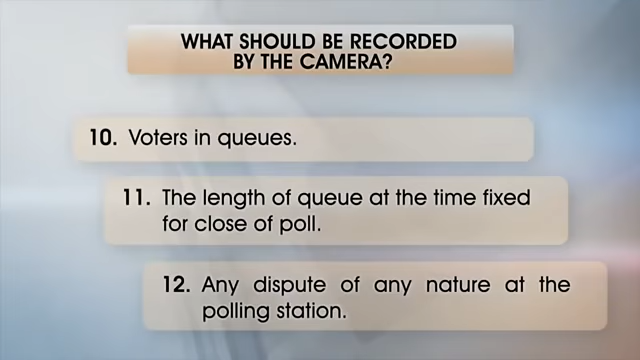 WHAT SHOULD BE RECORDED
BY THE CAMERA?
10. Voters in queues.
11. The length of queue at the time fixed
for close of poll.
12. Any dispute of any nature at the
polling station.